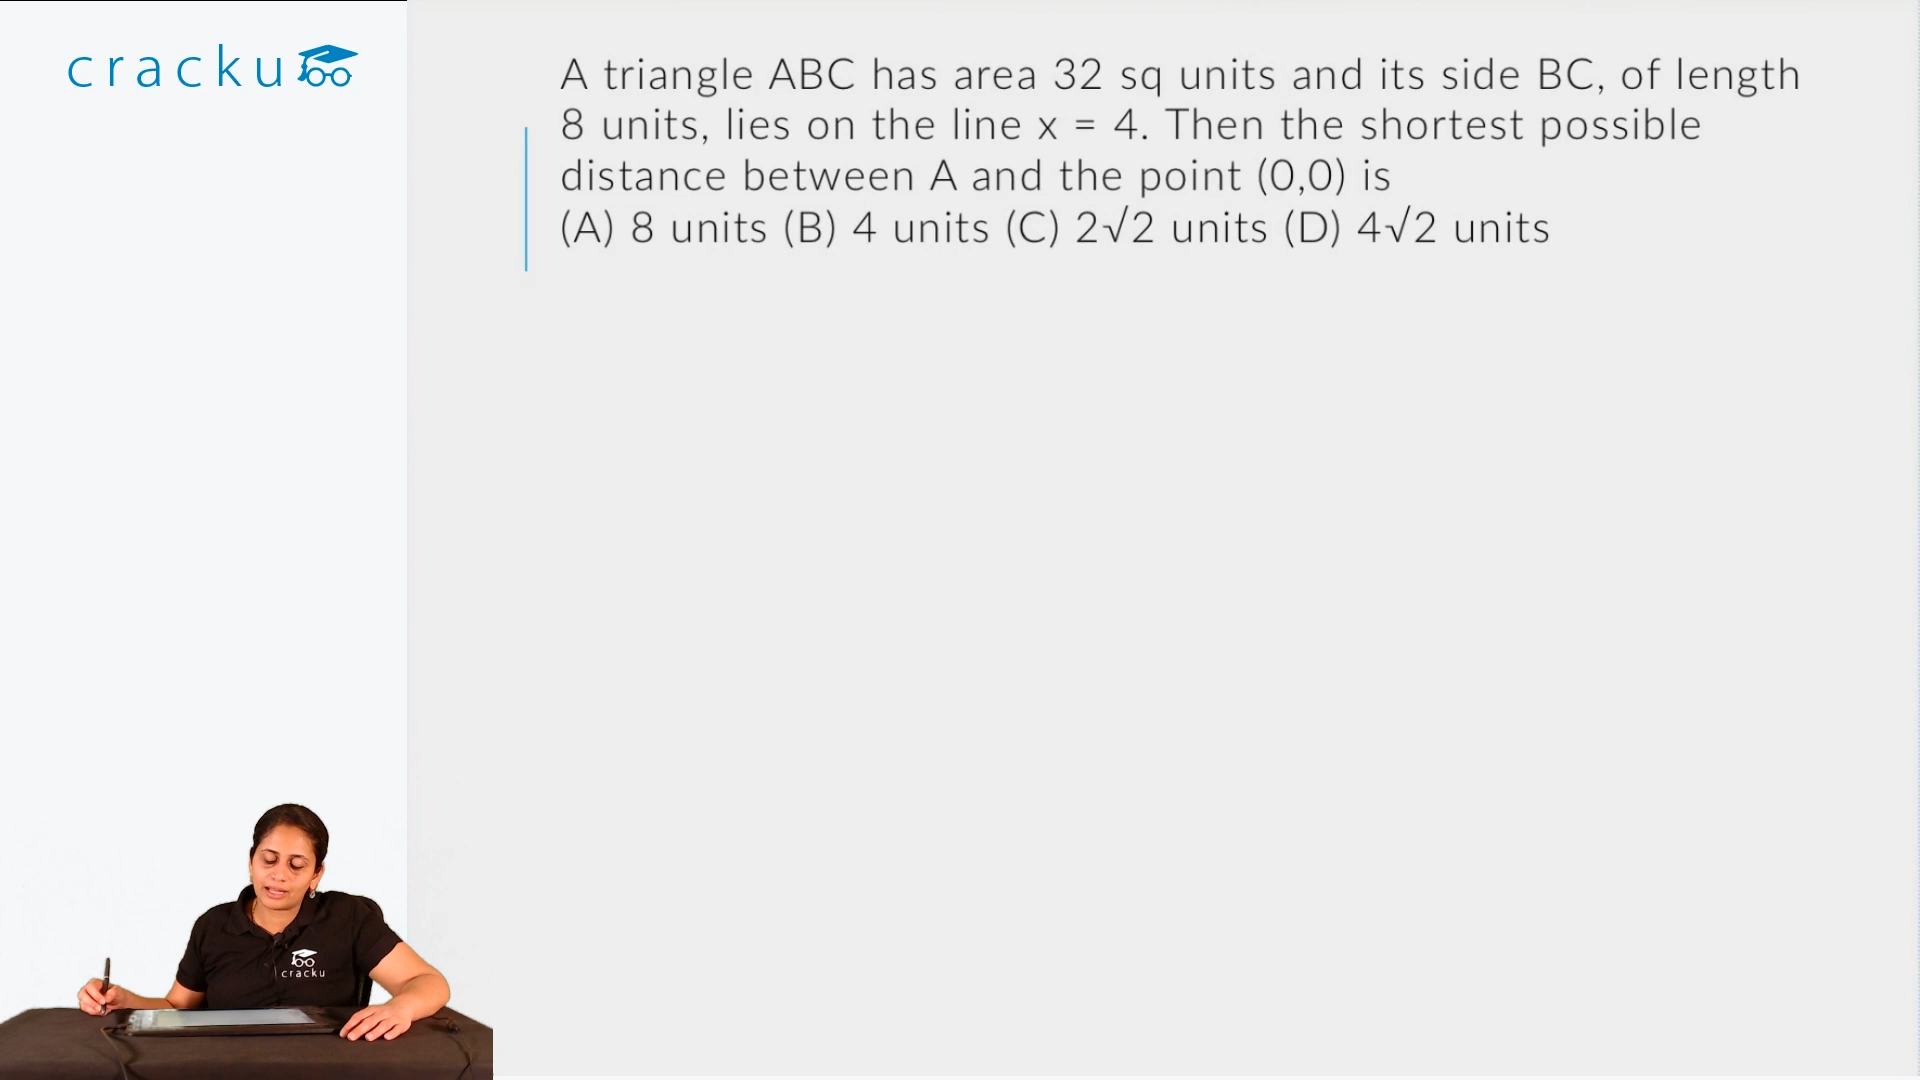 cracku
A triangle ABC has area 32 sq units and its side BC, of length
8 units, lies on the line x = 4. Then the shortest possible
distance between A and the point (0,0) is
(A) 8 units (B) 4 units (C) 2√2 units (D) 4√2 units
cracku